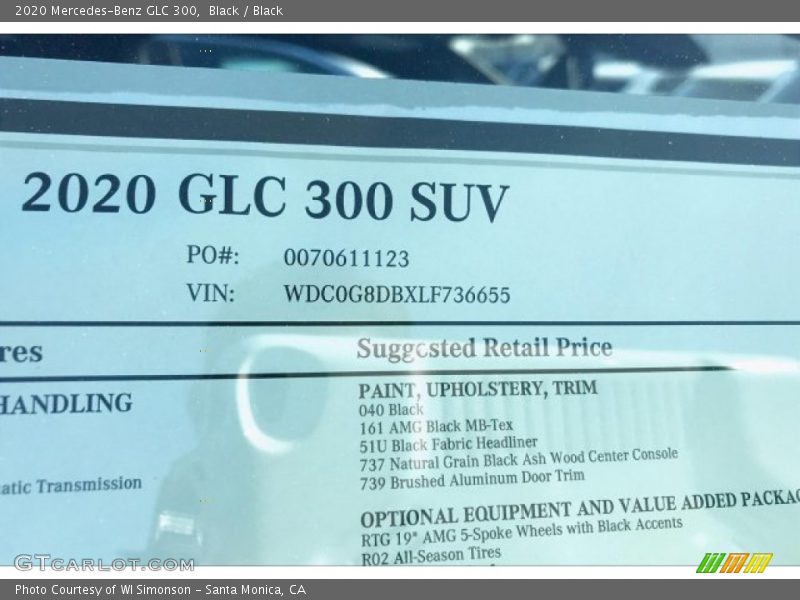 2020 Mercedes-Benz GLC 300, Black / Black
2020 GLC 300 SUV
PO#: 0070611123
VIN: WDC0G8DBXLF736655
res
Suggested Retail Price
HANDLING
PAINT, UPHOLSTERY, TRIM
040 Black
161 AMG Black MB-Tex
51U Black Fabric Headliner
737 Natural Grain Black Ash Wood Center Console
atic Transmission
739 Brushed Aluminum Door Trim
OPTIONAL EQUIPMENT AND VALUE ADDED PACKAG
RTG 19" AMG 5-Spoke Wheels with Black Accents
R02 All-Season Tires
GTcarlot.com
Photo Courtesy of WI Simonson - Santa Monica, CA